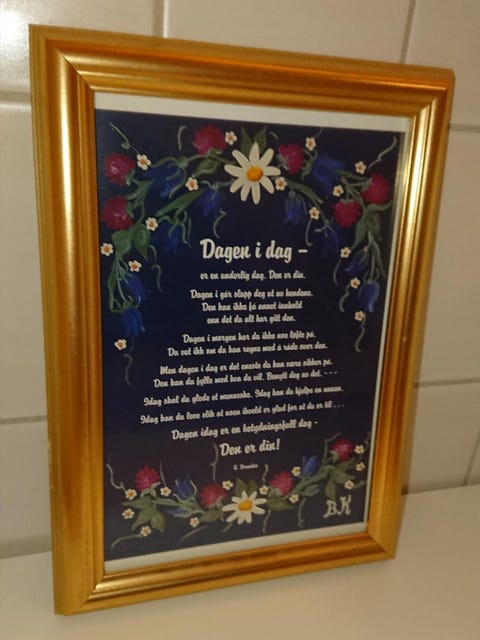 Dagen i dag –
er en underlig dag. Den er din.
Dagen i går slapp deg ut av hendene.
Den kan ikke få annet innhold
enn det du alt har gitt den.
Dagen i morgen har du ikke noe løfte på.
Du vet ikke om du kan regne med å råde over den.
Men dagen i dag er det eneste du kan være sikker på.
Den kan du fylle med hva du vil. Benytt deg av det. - - -
Idag skal du glede et menneske. Idag kan du hjelpe en annen.
Idag kan du leve slik at noen ikveld er glad for at du er til . . .
Dagen idag er en betydningsfull dag -
Den er din!
BK